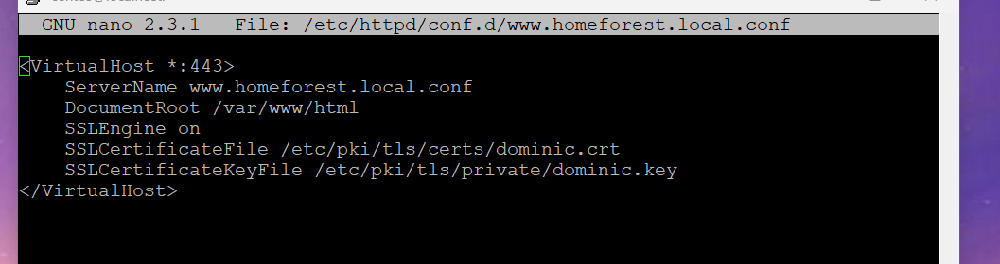 GNU nano 2.3.1   File: /etc/httpd/conf.d/www.homeforest.local.conf
<VirtualHost *:443>
    ServerName www.homeforest.local.conf
    DocumentRoot /var/www/html
    SSLEngine on
    SSLCertificateFile /etc/pki/tls/certs/dominic.crt
    SSLCertificateKeyFile /etc/pki/tls/private/dominic.key
</VirtualHost>